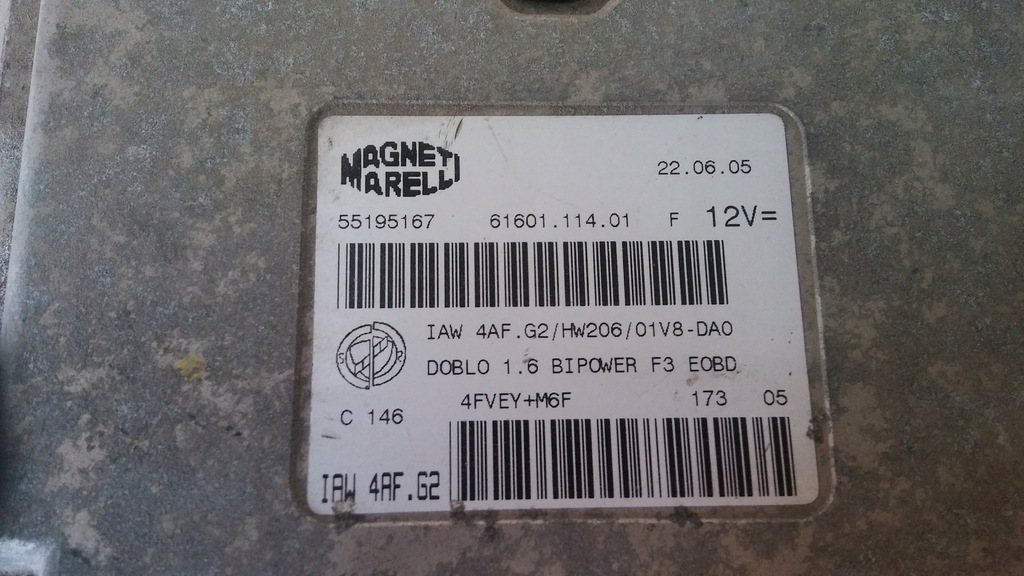 MAGNETI
MARELLI
22.06.05
55195167 61601.114.01 F 12V=
IAW 4AF.G2/HW206/01V8-DA0
DOBLO 1.6 BIPOWER F3 EOBD
4FVEY+M6F 173 05
C 146
IAW 4AF.G2